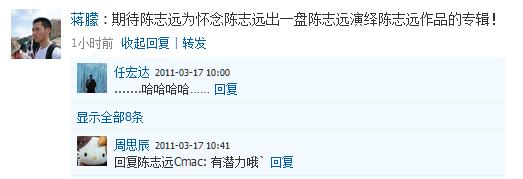 蒋朦：期待陈志远为怀念陈志远出一盘陈志远演绎陈志远作品的专辑！
1小时前 收起回复 | 转发
任宏达 2011-03-17 10:00
.......哈哈哈哈...... 回复
显示全部8条
周思辰 2011-03-17 10:41
回复陈志远Cmac: 有潜力哦` 回复